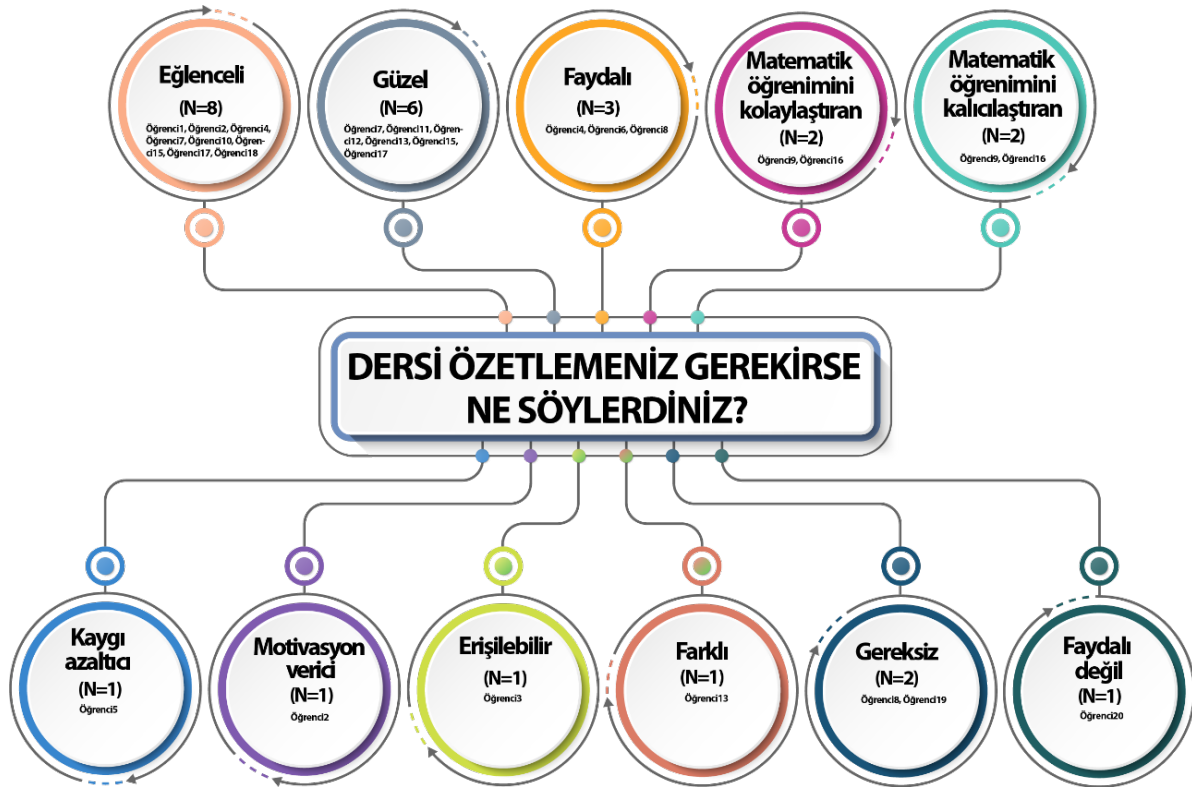 Eğlenceli
(N=8)
Öğrenci1, Öğrenci2, Öğrenci4,
Öğrenci7, Öğrenci10, Öğren-
ci15, Öğrenci17, Öğrenci18
Güzel
(N=6)
Öğrenci7, Öğrenci11, Öğren-
ci12, Öğrenci13, Öğrenci15,
Öğrenci17
Faydalı
(N=3)
Öğrenci4, Öğrenci6, Öğrenci8
Matematik
öğrenimini
kolaylaştıran
(N=2)
Öğrenci9, Öğrenci16
Matematik
öğrenimini
kalıcılaştıran
(N=2)
Öğrenci9, Öğrenci16
DERSİ ÖZETLEMENİZ GEREKİRSE
NE SÖYLERDİNİZ?
Kaygı
azaltıcı
(N=1)
Öğrenci5
Motivasyon
verici
(N=1)
Öğrenci2
Erişilebilir
(N=1)
Öğrenci3
Farklı
(N=1)
Öğrenci13
Gereksiz
(N=2)
Öğrenci8, Öğrenci19
Faydalı
değil
(N=1)
Öğrenci20